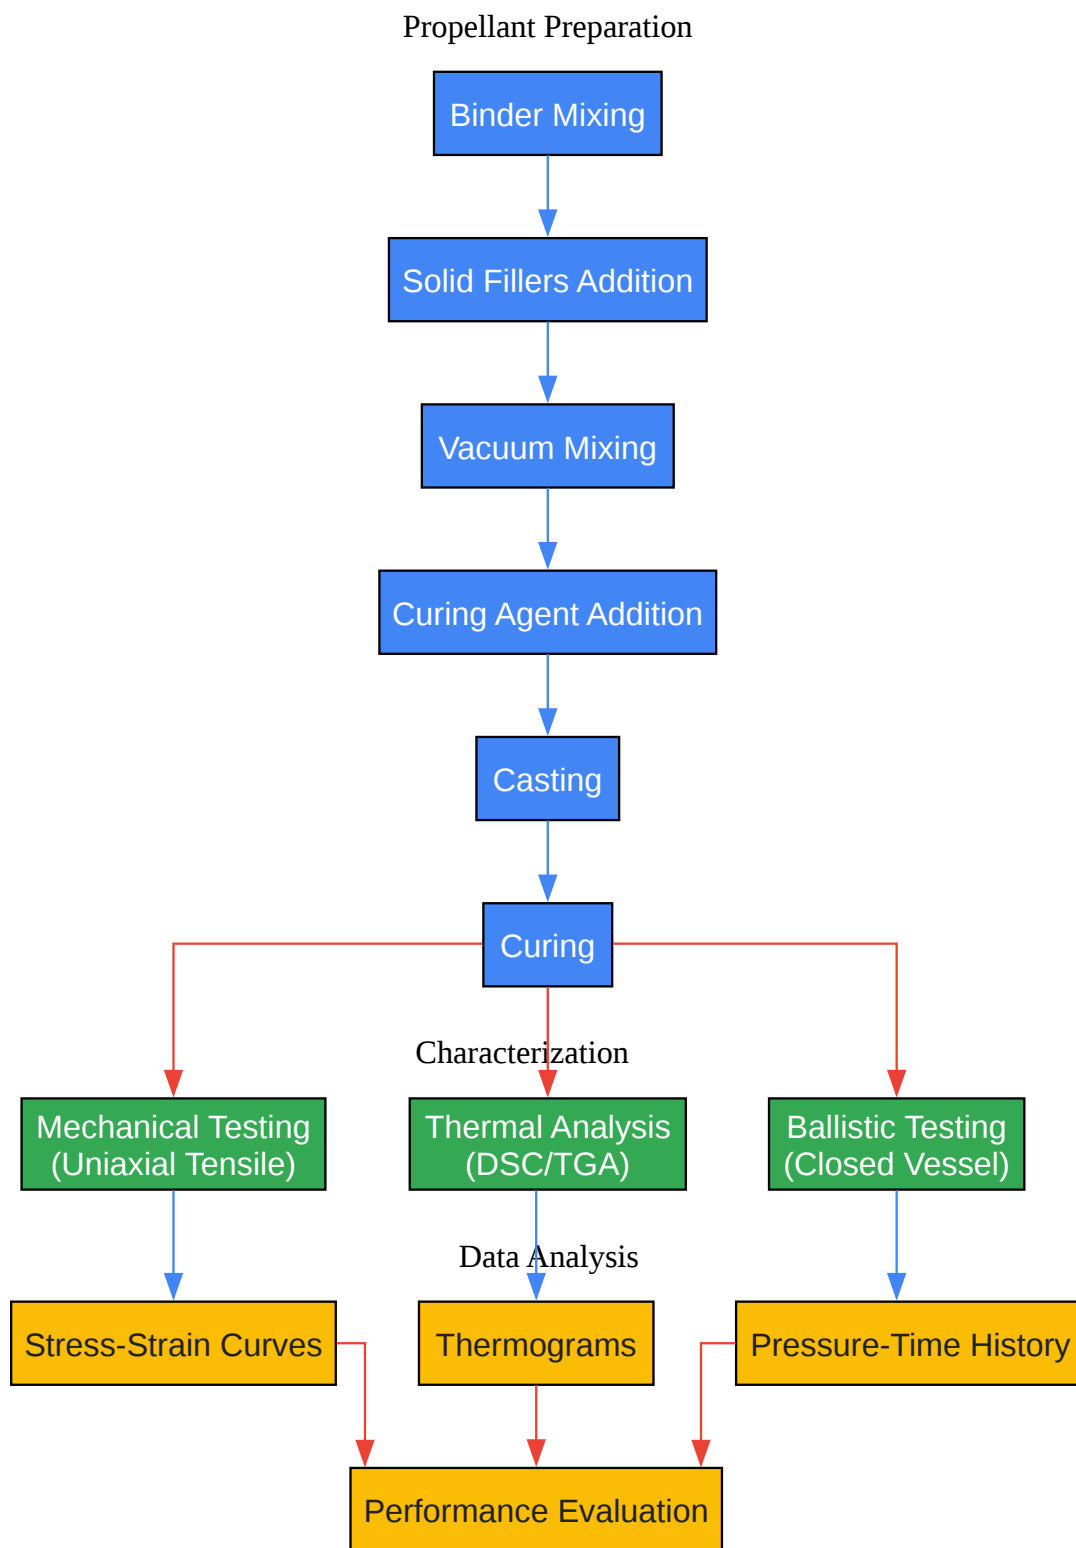 Propellant Preparation
Binder Mixing
Solid Fillers Addition
Vacuum Mixing
Curing Agent Addition
Casting
Curing
Characterization
Mechanical Testing
(Uniaxial Tensile)
Thermal Analysis
(DSC/TGA)
Ballistic Testing
(Closed Vessel)
Data Analysis
Stress-Strain Curves
Thermograms
Pressure-Time History
Performance Evaluation